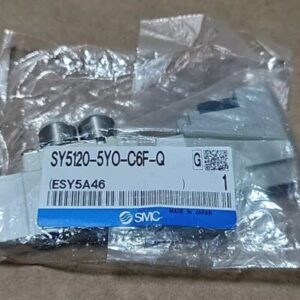 SY5120-5YO-C6F-Q G
(ESY5A46 ) 1
SMC MADE IN JAPAN